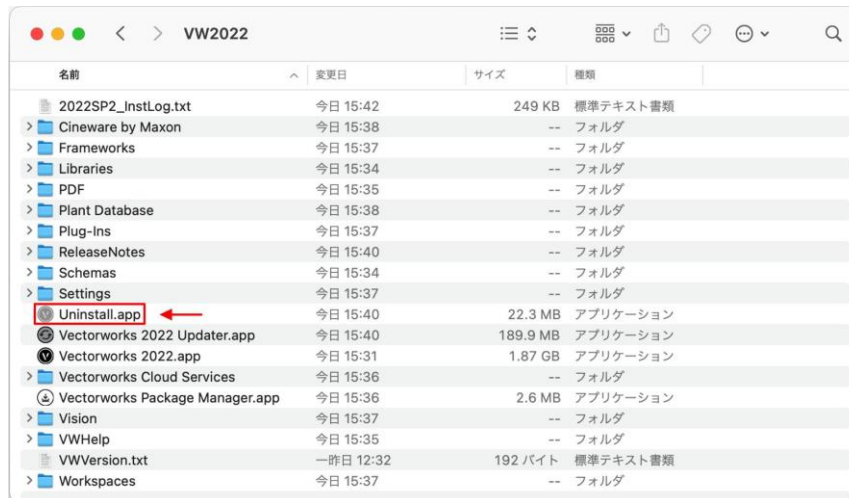 VW2022
名前 変更日 サイズ 種類
2022SP2_InstLog.txt 今日 15:42 249 KB 標準テキスト書類
Cineware by Maxon 今日 15:38 -- フォルダ
Frameworks 今日 15:37 -- フォルダ
Libraries 今日 15:34 -- フォルダ
PDF 今日 15:35 -- フォルダ
Plant Database 今日 15:38 -- フォルダ
Plug-Ins 今日 15:37 -- フォルダ
ReleaseNotes 今日 15:40 -- フォルダ
Schemas 今日 15:34 -- フォルダ
Settings 今日 15:37 -- フォルダ
Uninstall.app 今日 15:40 22.3 MB アプリケーション
Vectorworks 2022 Updater.app 今日 15:40 189.9 MB アプリケーション
Vectorworks 2022.app 今日 15:31 1.87 GB アプリケーション
Vectorworks Cloud Services 今日 15:36 -- フォルダ
Vectorworks Package Manager.app 今日 15:36 2.6 MB アプリケーション
Vision 今日 15:37 -- フォルダ
VWHelp 今日 15:35 -- フォルダ
VWVersion.txt 一昨日 12:32 192 バイト 標準テキスト書類
Workspaces 今日 15:37 -- フォルダ